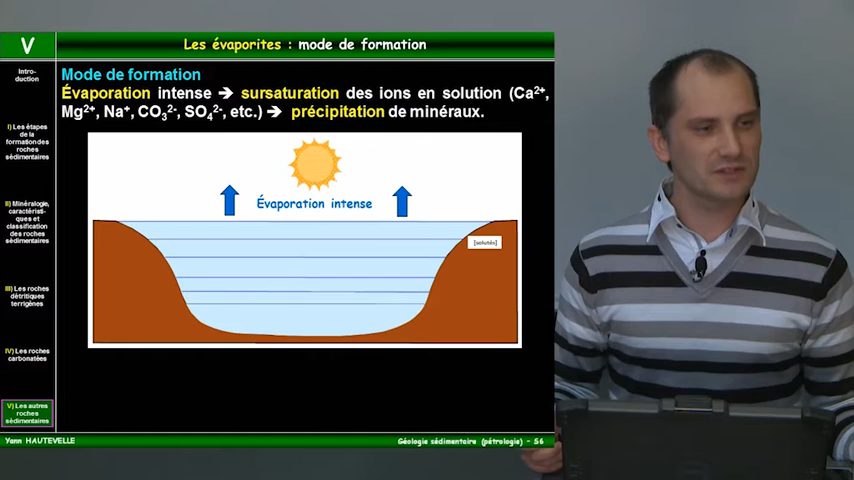 V
Les évaporites : mode de formation
Intro-
duction
I) Les étapes
de la
formation des
roches
sédimentaires
II) Minéralogie,
caractérist-
iques et
classification
des roches
sédimentaires
III) Les roches
détritiques
terrigènes
IV) Les roches
carbonatées
V) Les autres
roches
sédimentaires
Mode de formation
Évaporation intense ➔ sursaturation des ions en solution (Ca²⁺,
Mg²⁺, Na⁺, CO₃²⁻, SO₄²⁻, etc.) ➔ précipitation de minéraux.
Évaporation intense
[solutés]
Yann HAUTEVELLE
Géologie sédimentaire (pétrologie) - 56